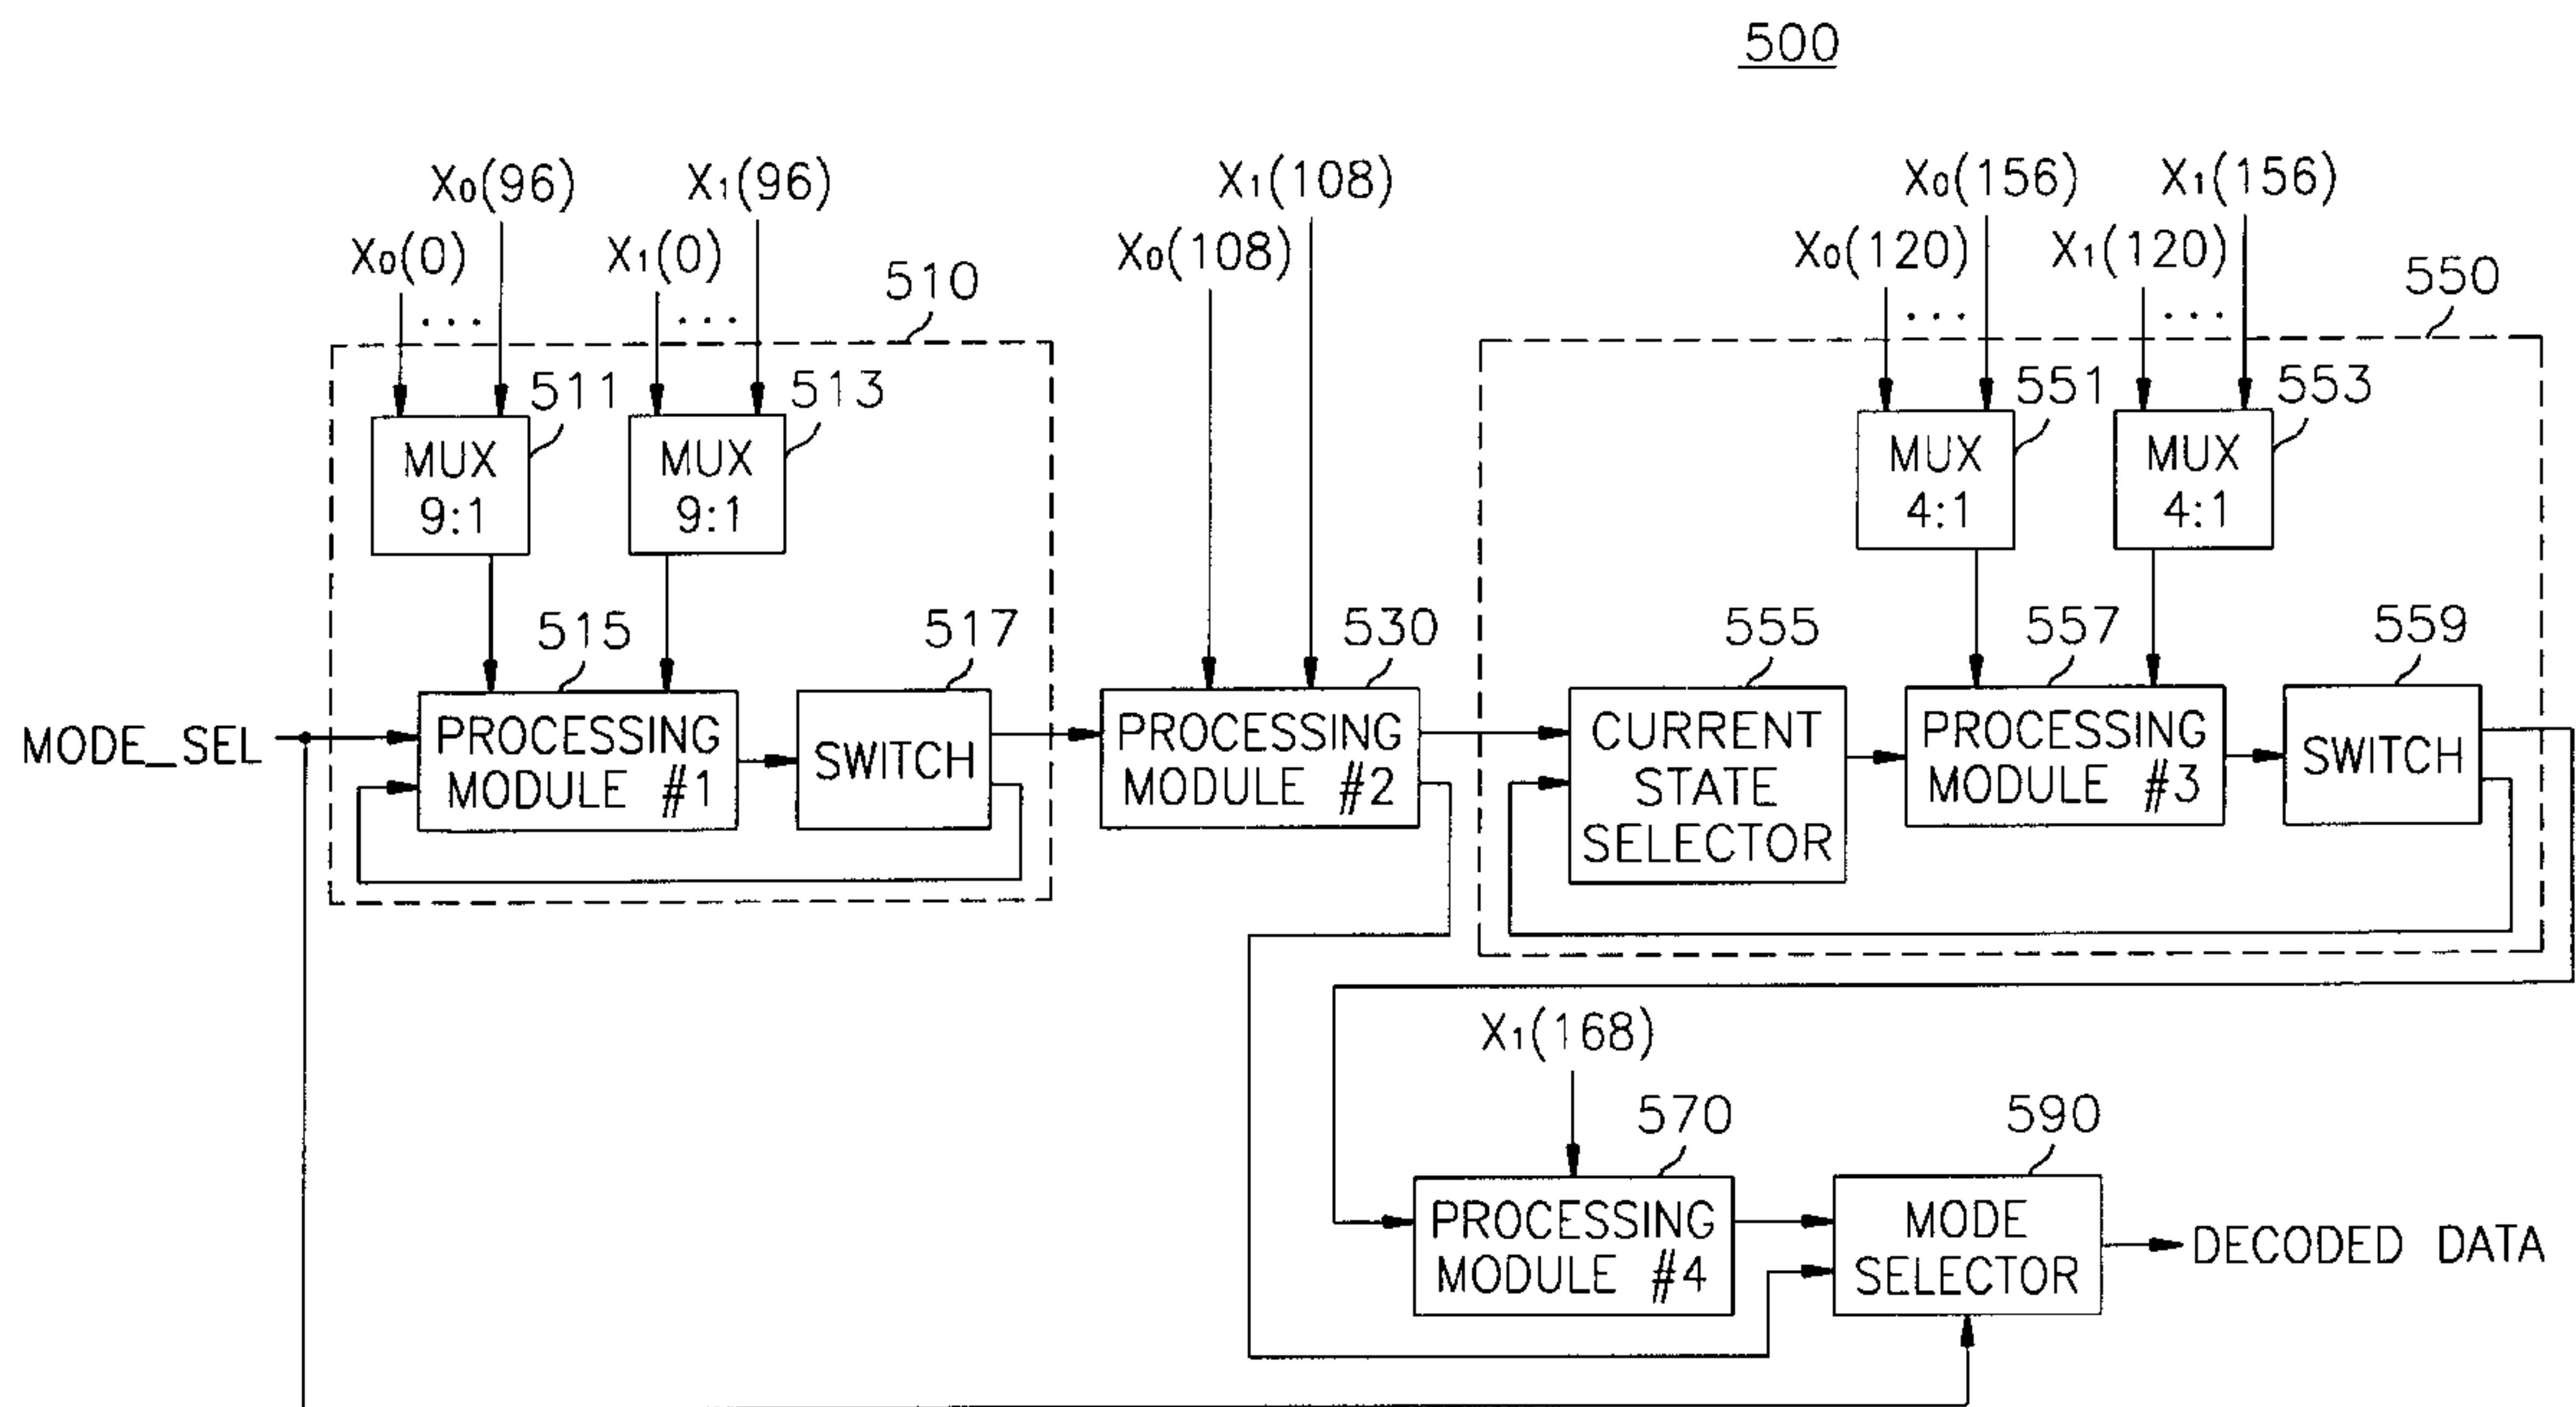 500
X₀(96) X₁(96) X₁(108) X₀(156) X₁(156)
X₀(0) X₁(0) X₀(108) X₀(120) X₁(120)
510 550
... ... ... ...
511 513 551 553
MUX
9:1
MUX
9:1
MUX
4:1
MUX
4:1
515 517 530 555 557 559
MODE_SEL
PROCESSING
MODULE #1
SWITCH
PROCESSING
MODULE #2
CURRENT
STATE
SELECTOR
PROCESSING
MODULE #3
SWITCH
X₁(168)
570 590
PROCESSING
MODULE #4
MODE
SELECTOR
DECODED DATA